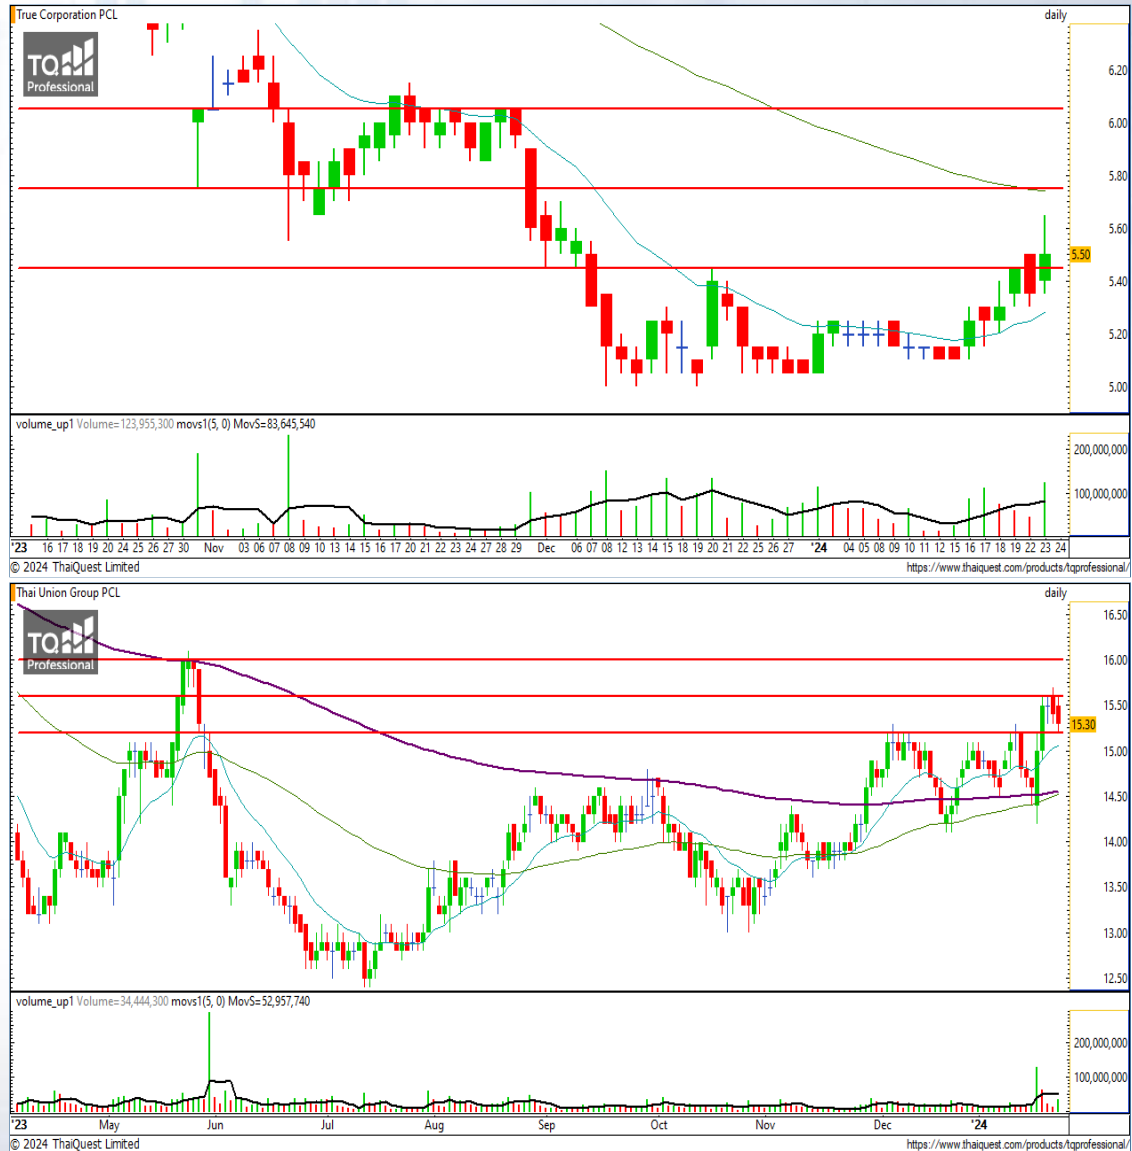 True Corporation PCL daily
TQ
Professional
6.20
6.00
5.80
5.60
5.50
5.40
5.20
5.00
volume_up1 Volume=123,955,300 movs1(5, 0) MovS=83,645,540
200,000,000
100,000,000
'23 16 17 18 19 20 24 25 26 27 30 Nov 03 06 07 08 09 10 13 14 15 16 17 20 21 22 23 24 27 28 29 Dec 06 07 08 12 13 14 15 18 19 20 22 25 26 27 '24 04 05 08 09 10 11 12 15 16 17 18 19 22 23 24
© 2024 ThaiQuest Limited https://www.thaiquest.com/products/tqprofessional/
Thai Union Group PCL daily
TQ
Professional
16.50
16.00
15.50
15.30
15.00
14.50
14.00
13.50
13.00
12.50
volume_up1 Volume=34,444,300 movs1(5, 0) MovS=52,957,740
200,000,000
100,000,000
'23 May Jun Jul Aug Sep Oct Nov Dec '24
© 2024 ThaiQuest Limited https://www.thaiquest.com/products/tqprofessional/